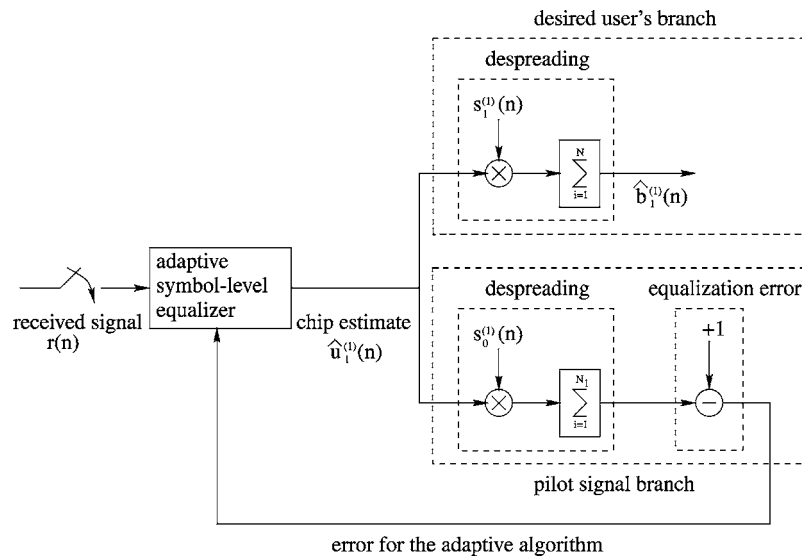 desired user's branch
despreading
s₁⁽¹⁾(n)
N
∑
i=1
b̂₁⁽¹⁾(n)
adaptive
symbol-level
equalizer
received signal
r(n)
chip estimate
û₁⁽¹⁾(n)
despreading
equalization error
s₀⁽¹⁾(n)
+1
N₁
∑
i=1
−
pilot signal branch
error for the adaptive algorithm